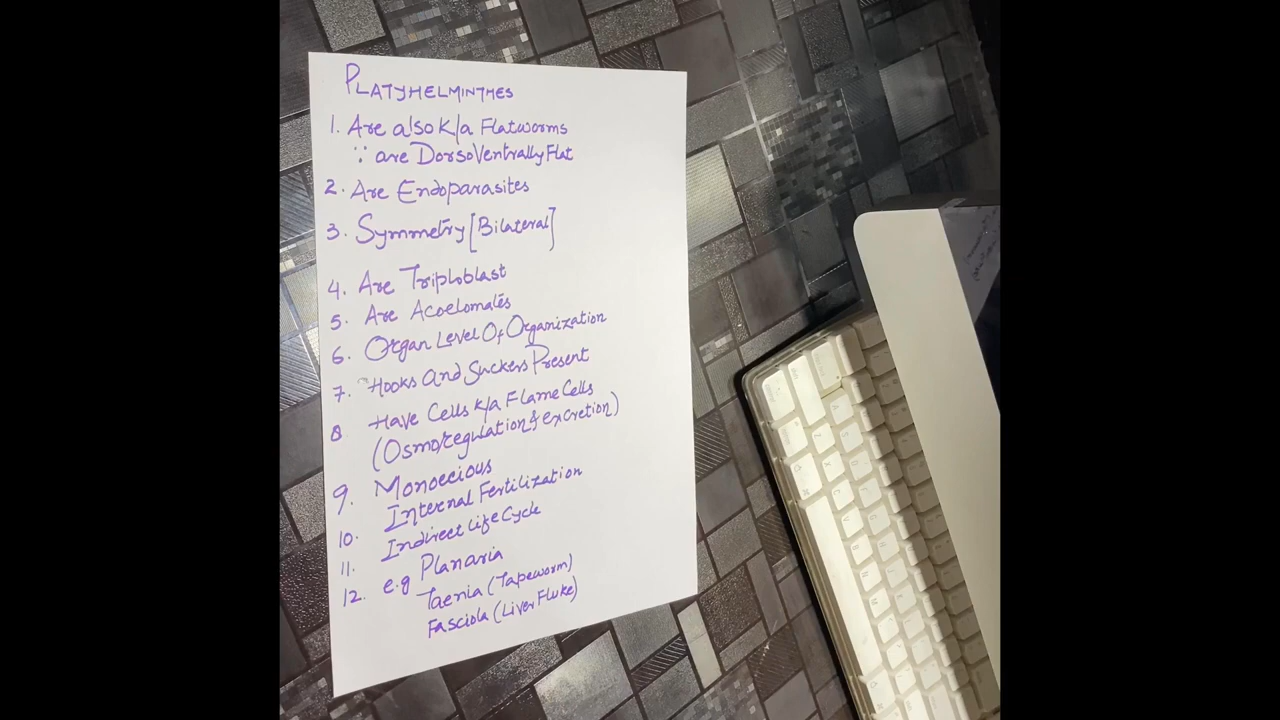 PLATYHELMINTHES
1. Are also K/a Flatworms
∵ are DorsoVentrally Flat
2. Are Endoparasites
3. Symmetry [Bilateral]
4. Are Triploblast
5. Are Acoelomates
6. Organ Level Of Organization
7. Hooks And Suckers Present
8 Have Cells k/a Flame Cells
(Osmoregulation & excretion)
9. Monoecious
10. Internal Fertilization
11. Indirect Life Cycle
12. e.g Planaria
Taenia (Tapeworm)
Fasciola (Liver Fluke)